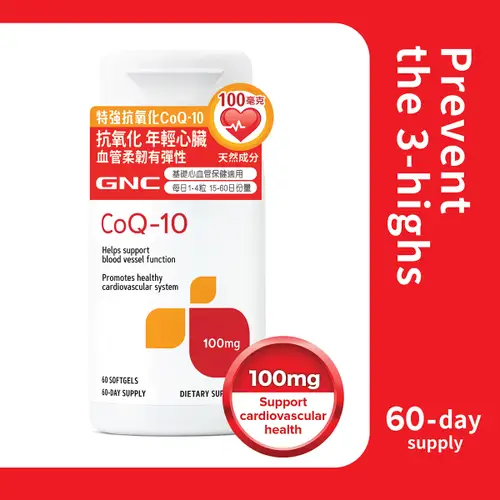 Prevent
the 3-highs
特強抗氧化CoQ-10
100毫克
抗氧化 年輕心臟
血管柔韌有彈性
天然成分
GNC
基礎心血管保健適用
每日1-4粒 15-60日份量
CoQ-10
Helps support
blood vessel function
Promotes healthy
cardiovascular system
100mg
60 SOFTGELS
60-DAY SUPPLY
DIETARY SUP
100mg
Support
cardiovascular
health
60-day
supply